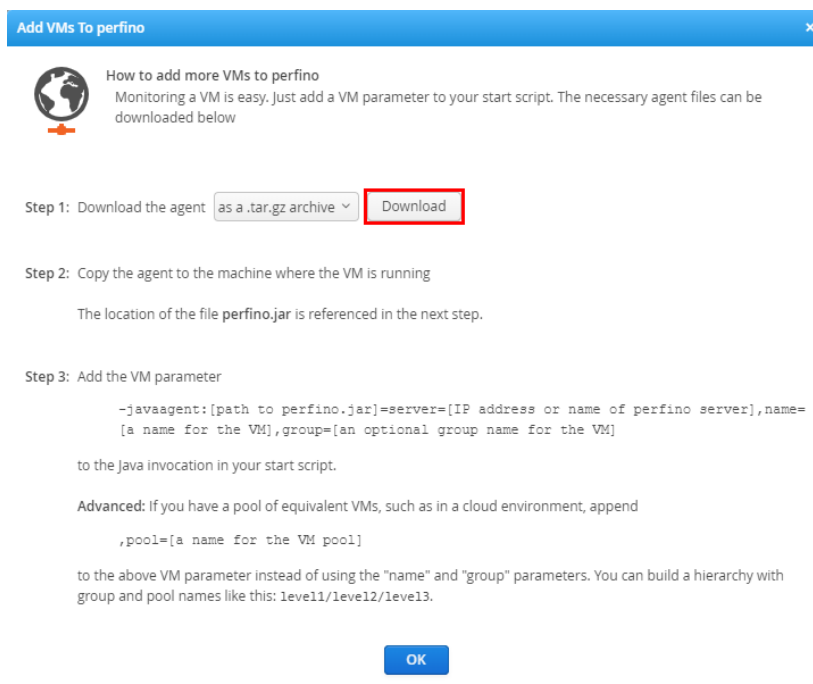 Add VMs To perfino
×
How to add more VMs to perfino
Monitoring a VM is easy. Just add a VM parameter to your start script. The necessary agent files can be
downloaded below
Step 1: Download the agent as a .tar.gz archive Download
Step 2: Copy the agent to the machine where the VM is running
The location of the file perfino.jar is referenced in the next step.
Step 3: Add the VM parameter
-javaagent:[path to perfino.jar]=server=[IP address or name of perfino server],name=
[a name for the VM],group=[an optional group name for the VM]
to the Java invocation in your start script.
Advanced: If you have a pool of equivalent VMs, such as in a cloud environment, append
,pool=[a name for the VM pool]
to the above VM parameter instead of using the "name" and "group" parameters. You can build a hierarchy with
group and pool names like this: level1/level2/level3.
OK